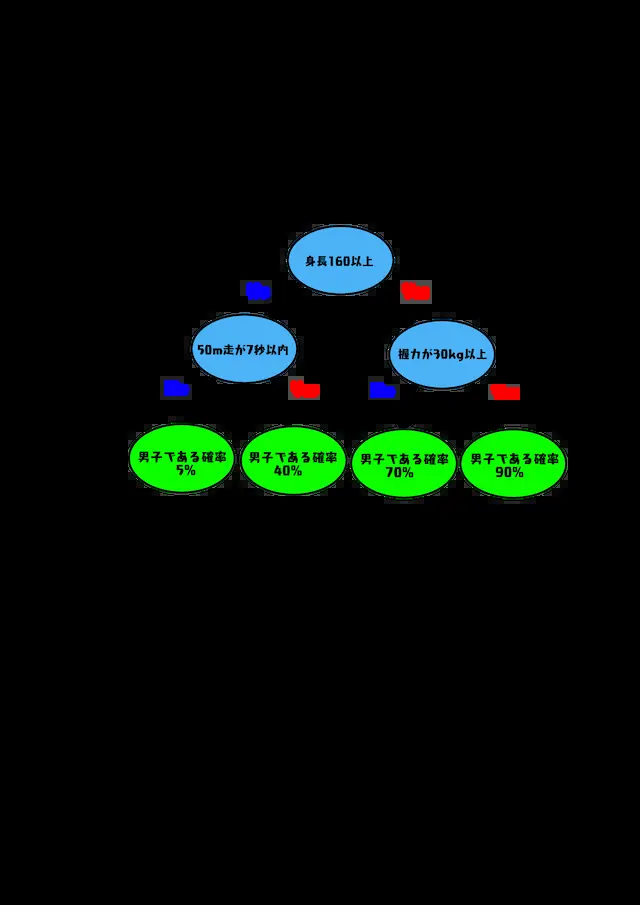 身長160以上
50m走が7秒以内
握力が30kg以上
男子である確率
5%
男子である確率
40%
男子である確率
70%
男子である確率
90%